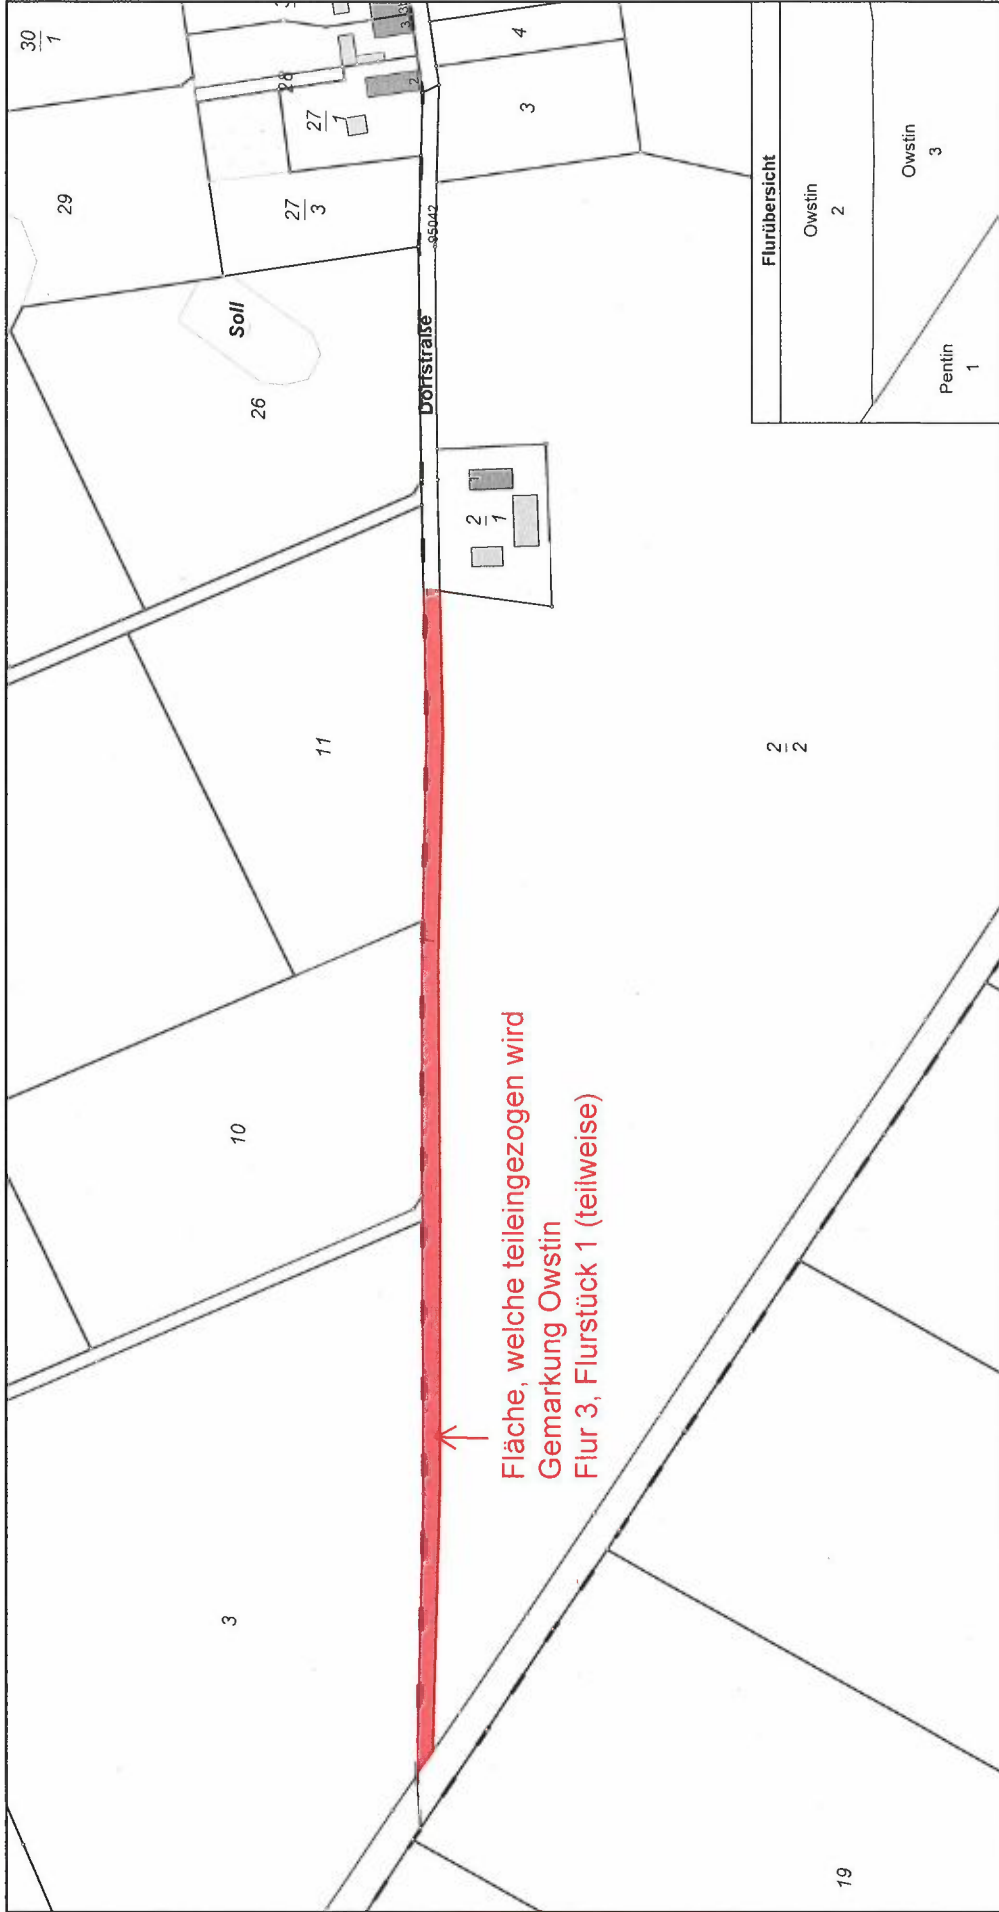 30
1
29
28
27
1
27
3
Soll
26
11
10
3
3
2
4
3
95042
Dorfstraße
2
1
2
2
19
Fläche, welche teileingezogen wird
Gemarkung Owstin
Flur 3, Flurstück 1 (teilweise)
Flurübersicht
Owstin
2
Owstin
3
Pentin
1